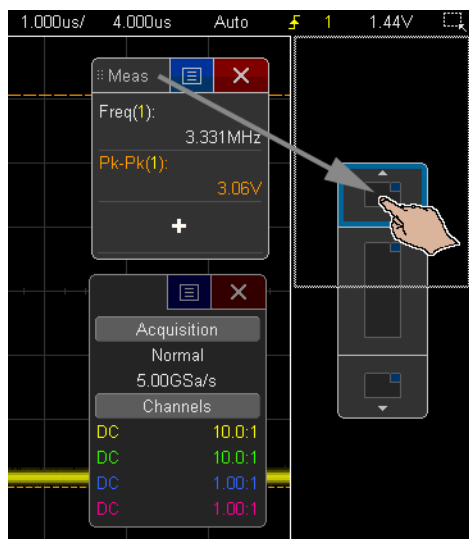 1.000us/ 4.000us Auto 1 1.44V
Meas
Freq(1):
3.331MHz
Pk-Pk(1):
3.06V
+
Acquisition
Normal
5.00GSa/s
Channels
DC 10.0:1
DC 10.0:1
DC 1.00:1
DC 1.00:1